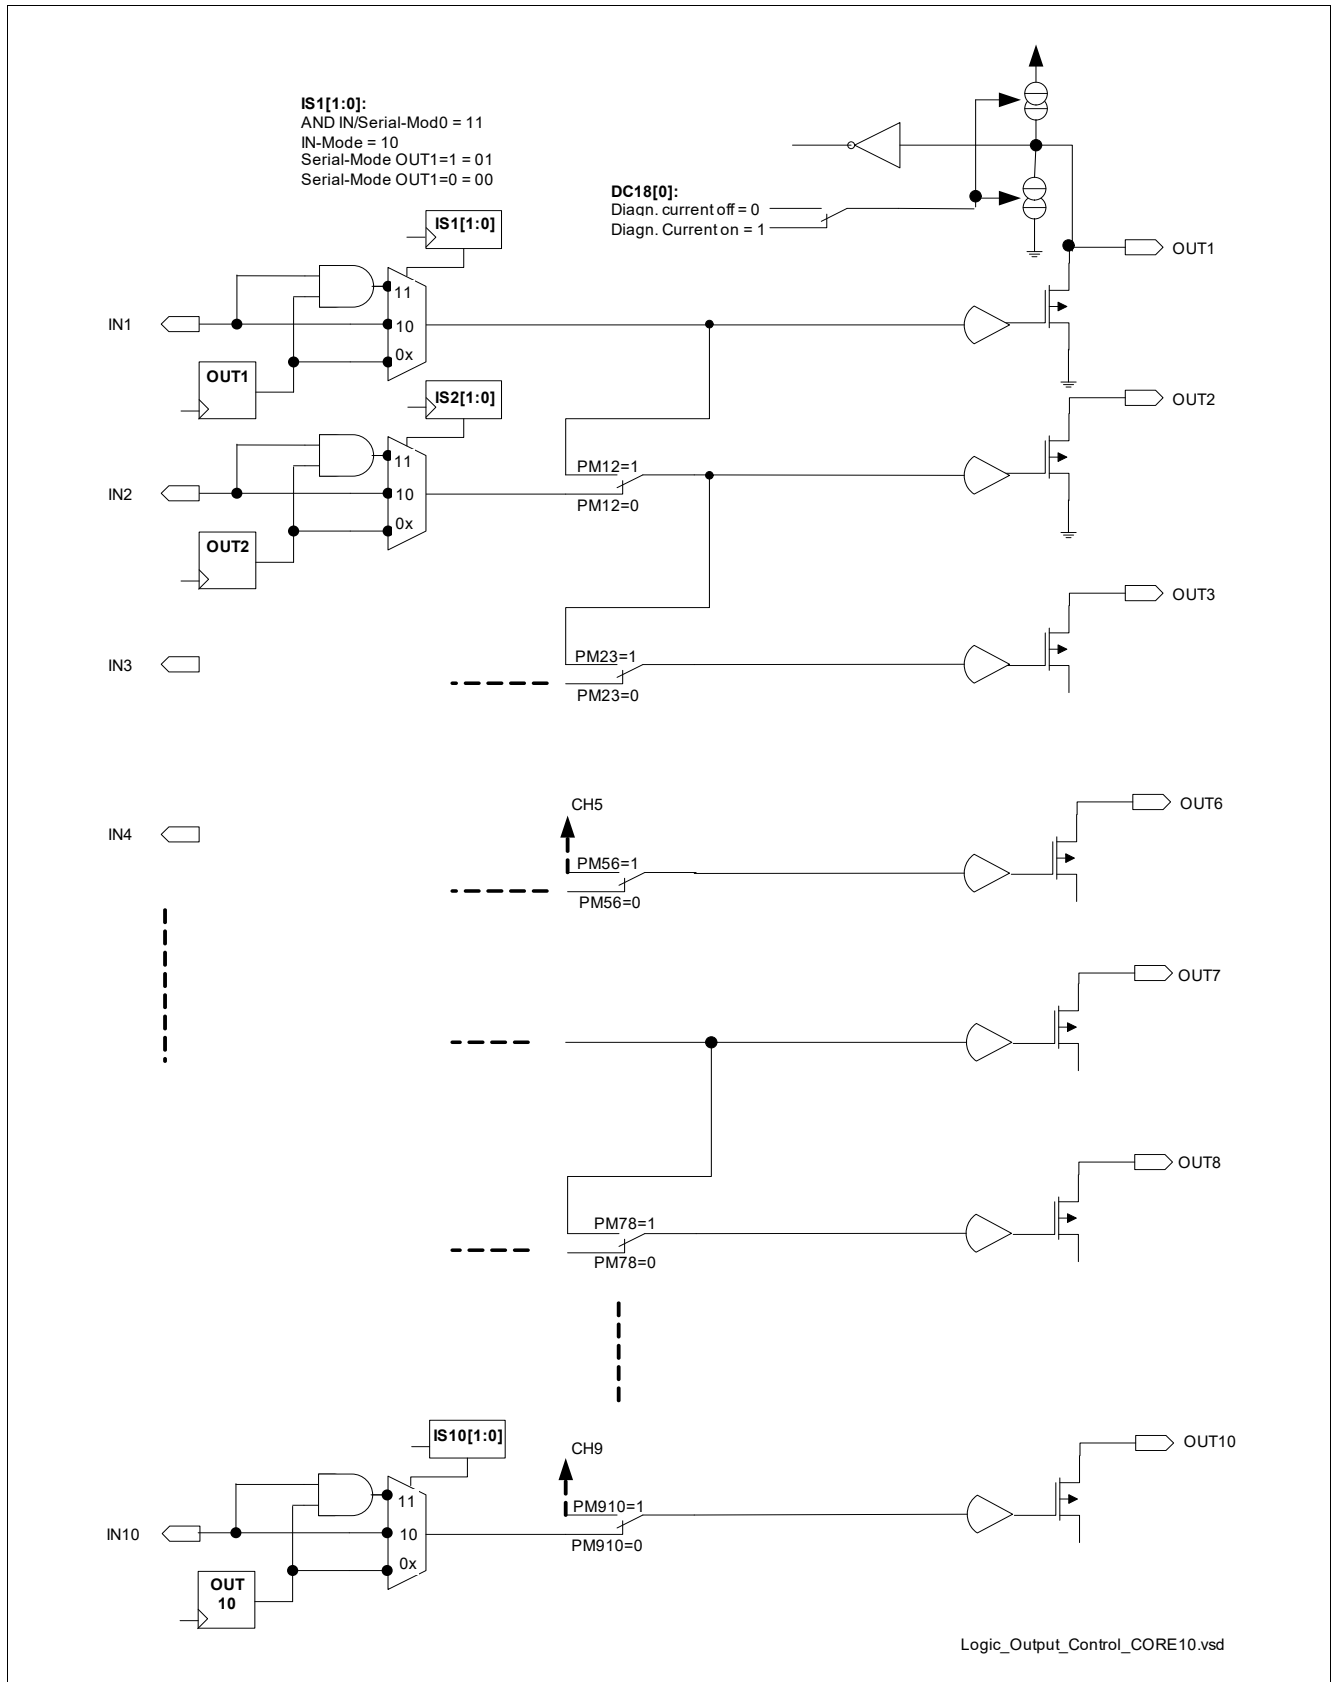 IS1[1:0]:
AND IN/Serial-Mod0 = 11
IN-Mode = 10
Serial-Mode OUT1=1 = 01
Serial-Mode OUT1=0 = 00
DC18[0]:
Diagn. current off = 0
Diagn. Current on = 1
IS1[1:0]
OUT1
11
IN1
10
0x
OUT1
IS2[1:0]
OUT2
11
PM12=1
IN2
10
PM12=0
0x
OUT2
OUT3
PM23=1
IN3
PM23=0
CH5
OUT6
IN4
PM56=1
PM56=0
OUT7
OUT8
PM78=1
PM78=0
IS10[1:0]
CH9
OUT10
11
PM910=1
IN10
10
PM910=0
0x
OUT
10
Logic_Output_Control_CORE10.vsd